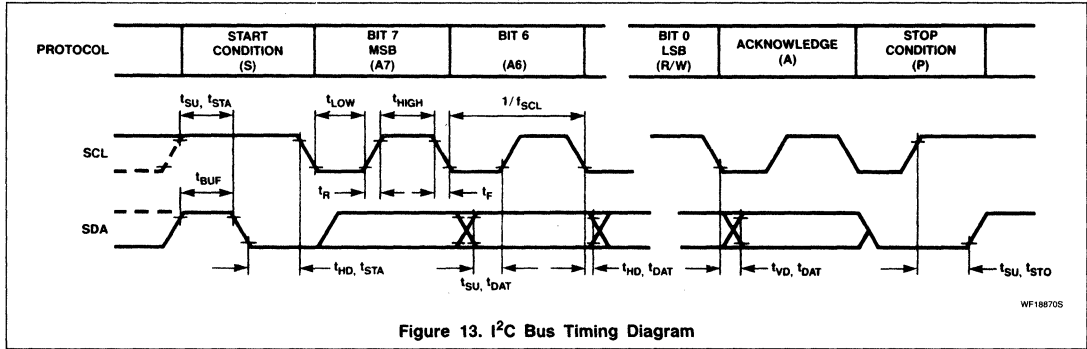 PROTOCOL
START
CONDITION
(S)
BIT 7
MSB
(A7)
BIT 6
(A6)
BIT 0
LSB
(R/W)
ACKNOWLEDGE
(A)
STOP
CONDITION
(P)
tSU, tSTA
tLOW
tHIGH
1/fSCL
SCL
tBUF
tR
tF
SDA
tHD, tSTA
tSU, tDAT
tHD, tDAT
tVD, tDAT
tSU, tSTO
WF18870S
Figure 13. I²C Bus Timing Diagram